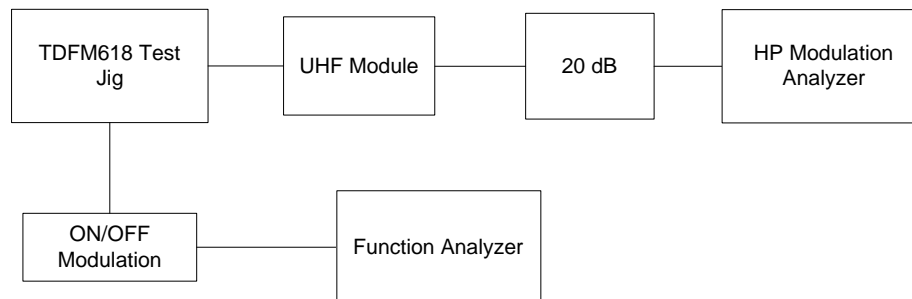 TDFM618 Test
Jig
UHF Module
20 dB
HP Modulation
Analyzer
ON/OFF
Modulation
Function Analyzer